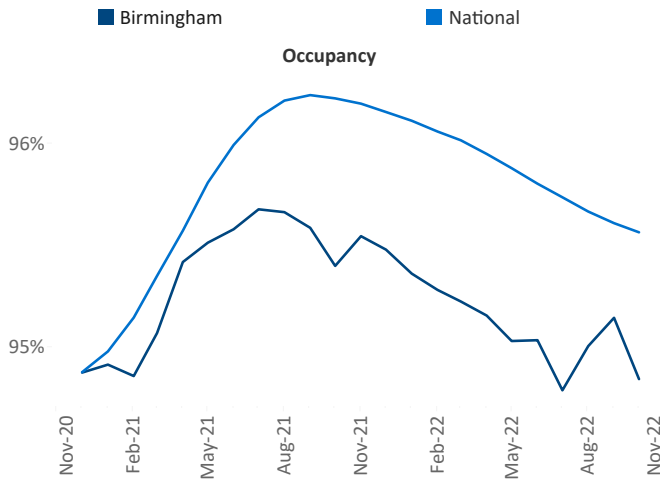 Birmingham National
Occupancy
96%
95%
Nov-20 Feb-21 May-21 Aug-21 Nov-21 Feb-22 May-22 Aug-22 Nov-22